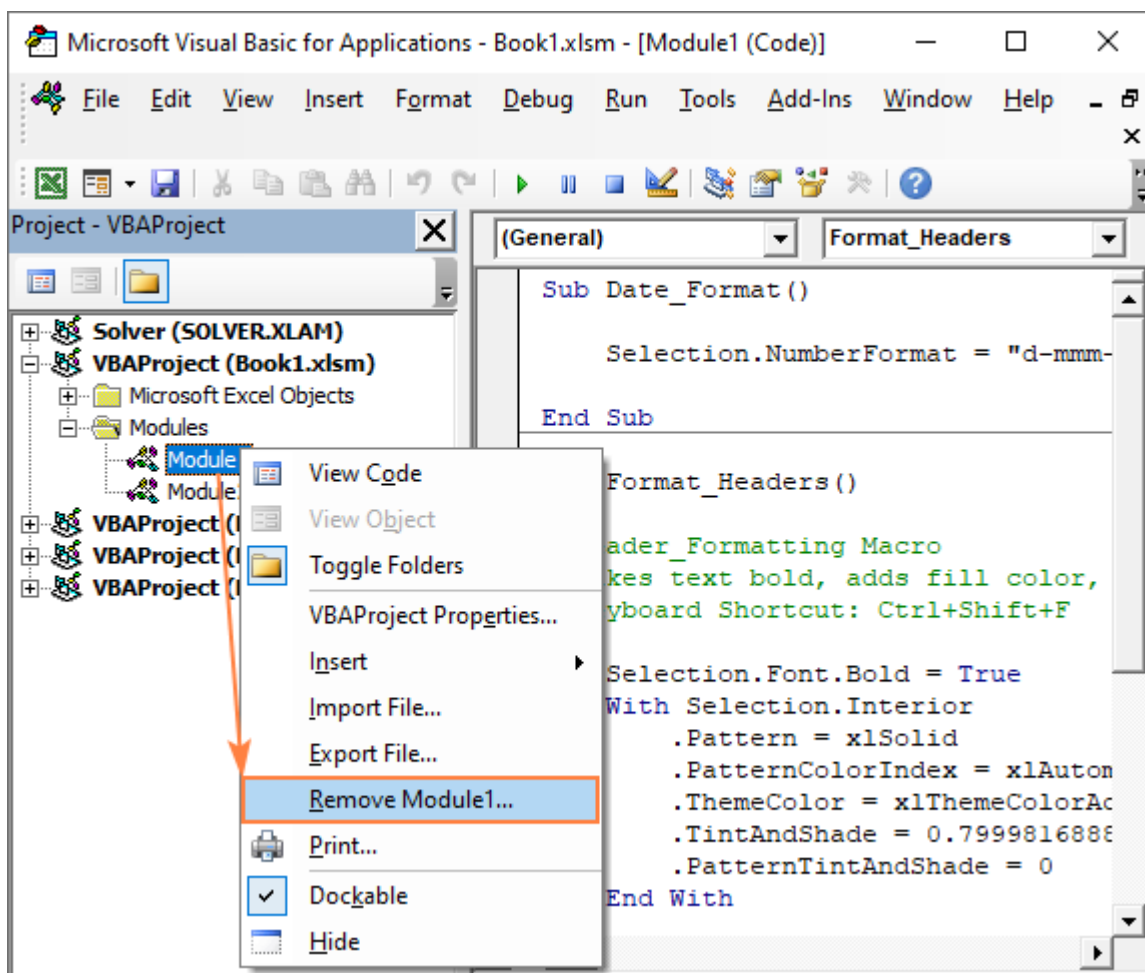 Microsoft Visual Basic for Applications - Book1.xlsm - [Module1 (Code)]
File Edit View Insert Format Debug Run Tools Add-Ins Window Help
Project - VBAProject
(General) Format_Headers
Solver (SOLVER.XLAM)
VBAProject (Book1.xlsm)
Microsoft Excel Objects
Modules
Module
Module
VBAProject (
VBAProject (
VBAProject (
View Code
View Object
Toggle Folders
VBAProject Properties...
Insert
Import File...
Export File...
Remove Module1...
Print...
Dockable
Hide
Sub Date_Format()
Selection.NumberFormat = "d-mmm-
End Sub
Format_Headers()
ader_Formatting Macro
kes text bold, adds fill color,
yboard Shortcut: Ctrl+Shift+F
Selection.Font.Bold = True
With Selection.Interior
.Pattern = xlSolid
.PatternColorIndex = xlAutom
.ThemeColor = xlThemeColorAc
.TintAndShade = 0.7999816888
.PatternTintAndShade = 0
End With